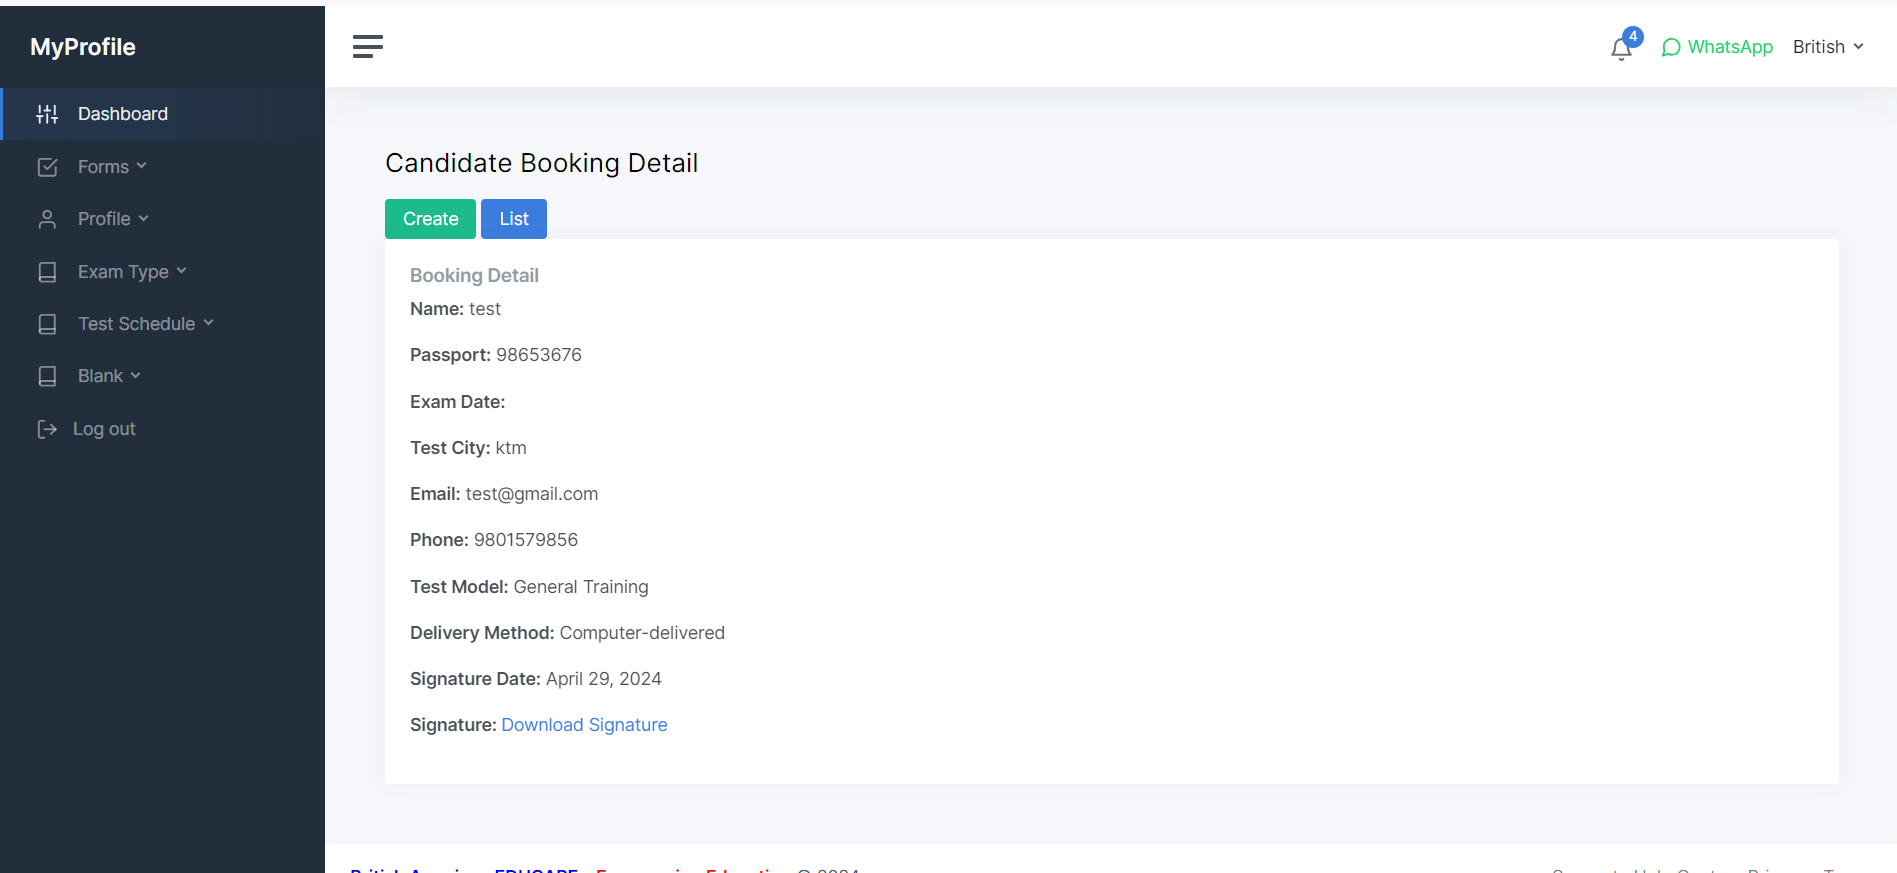 MyProfile
4
WhatsApp
British
Dashboard
Forms
Profile
Exam Type
Test Schedule
Blank
Log out
Candidate Booking Detail
Create List
Booking Detail
Name: test
Passport: 98653676
Exam Date:
Test City: ktm
Email: test@gmail.com
Phone: 9801579856
Test Model: General Training
Delivery Method: Computer-delivered
Signature Date: April 29, 2024
Signature: Download Signature